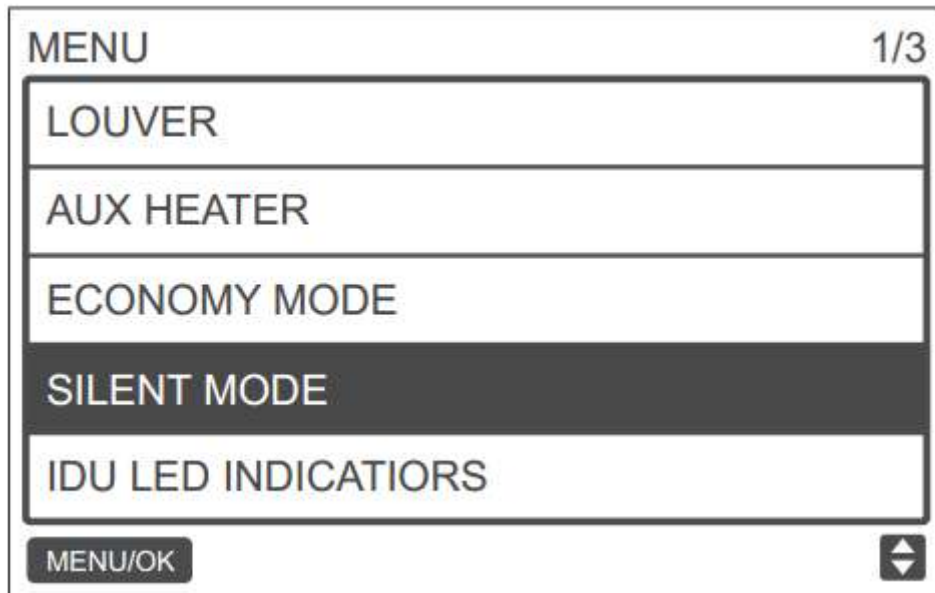 MENU 1/3
LOUVER
AUX HEATER
ECONOMY MODE
SILENT MODE
IDU LED INDICATIORS
MENU/OK